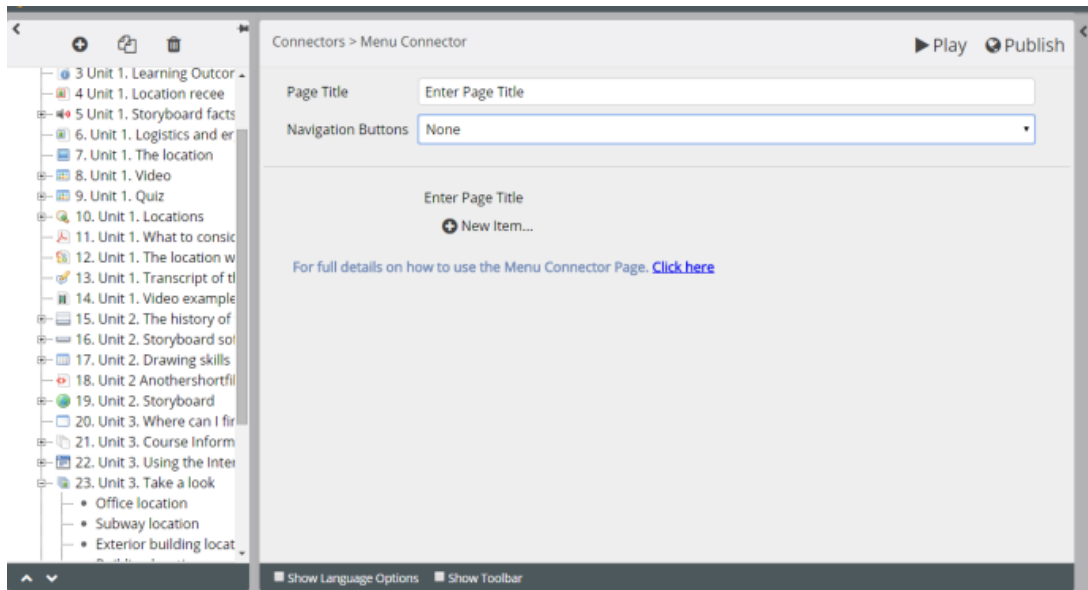 Connectors > Menu Connector
Play
Publish
3 Unit 1. Learning Outcor
4 Unit 1. Location recee
5 Unit 1. Storyboard facts
6. Unit 1. Logistics and er
7. Unit 1. The location
8. Unit 1. Video
9. Unit 1. Quiz
10. Unit 1. Locations
11. Unit 1. What to consid
12. Unit 1. The location w
13. Unit 1. Transcript of th
14. Unit 1. Video example
15. Unit 2. The history of
16. Unit 2. Storyboard sof
17. Unit 2. Drawing skills
18. Unit 2 Anothershortfil
19. Unit 2. Storyboard
20. Unit 3. Where can I fin
21. Unit 3. Course Inform
22. Unit 3. Using the Inter
23. Unit 3. Take a look
Office location
Subway location
Exterior building locat
Page Title
Enter Page Title
Navigation Buttons
None
Enter Page Title
New Item...
For full details on how to use the Menu Connector Page. Click here
Show Language Options
Show Toolbar